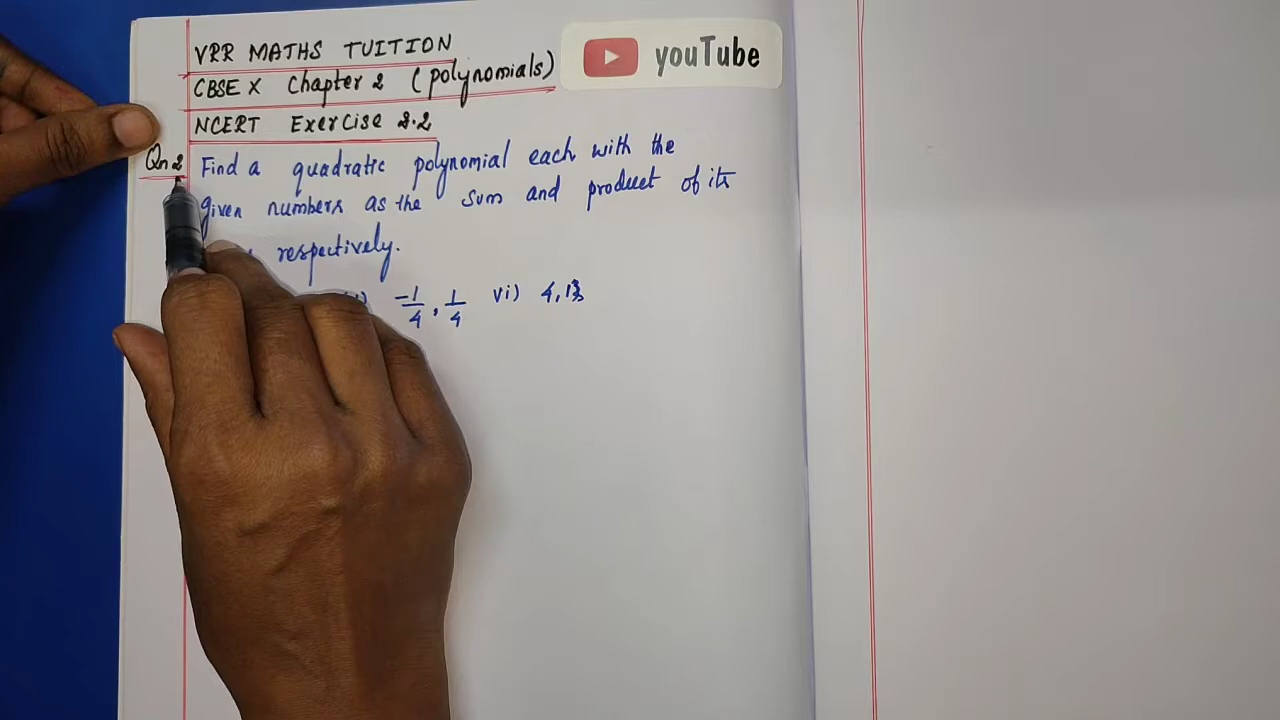 VRR MATHS TUITION
youTube
CBSE X Chapter 2 (polynomials)
NCERT Exercise 2.2
Qn 2 Find a quadratic polynomial each with the
given numbers as the sum and product of its
respectively.
-1/4, 1/4 vi) 4,1